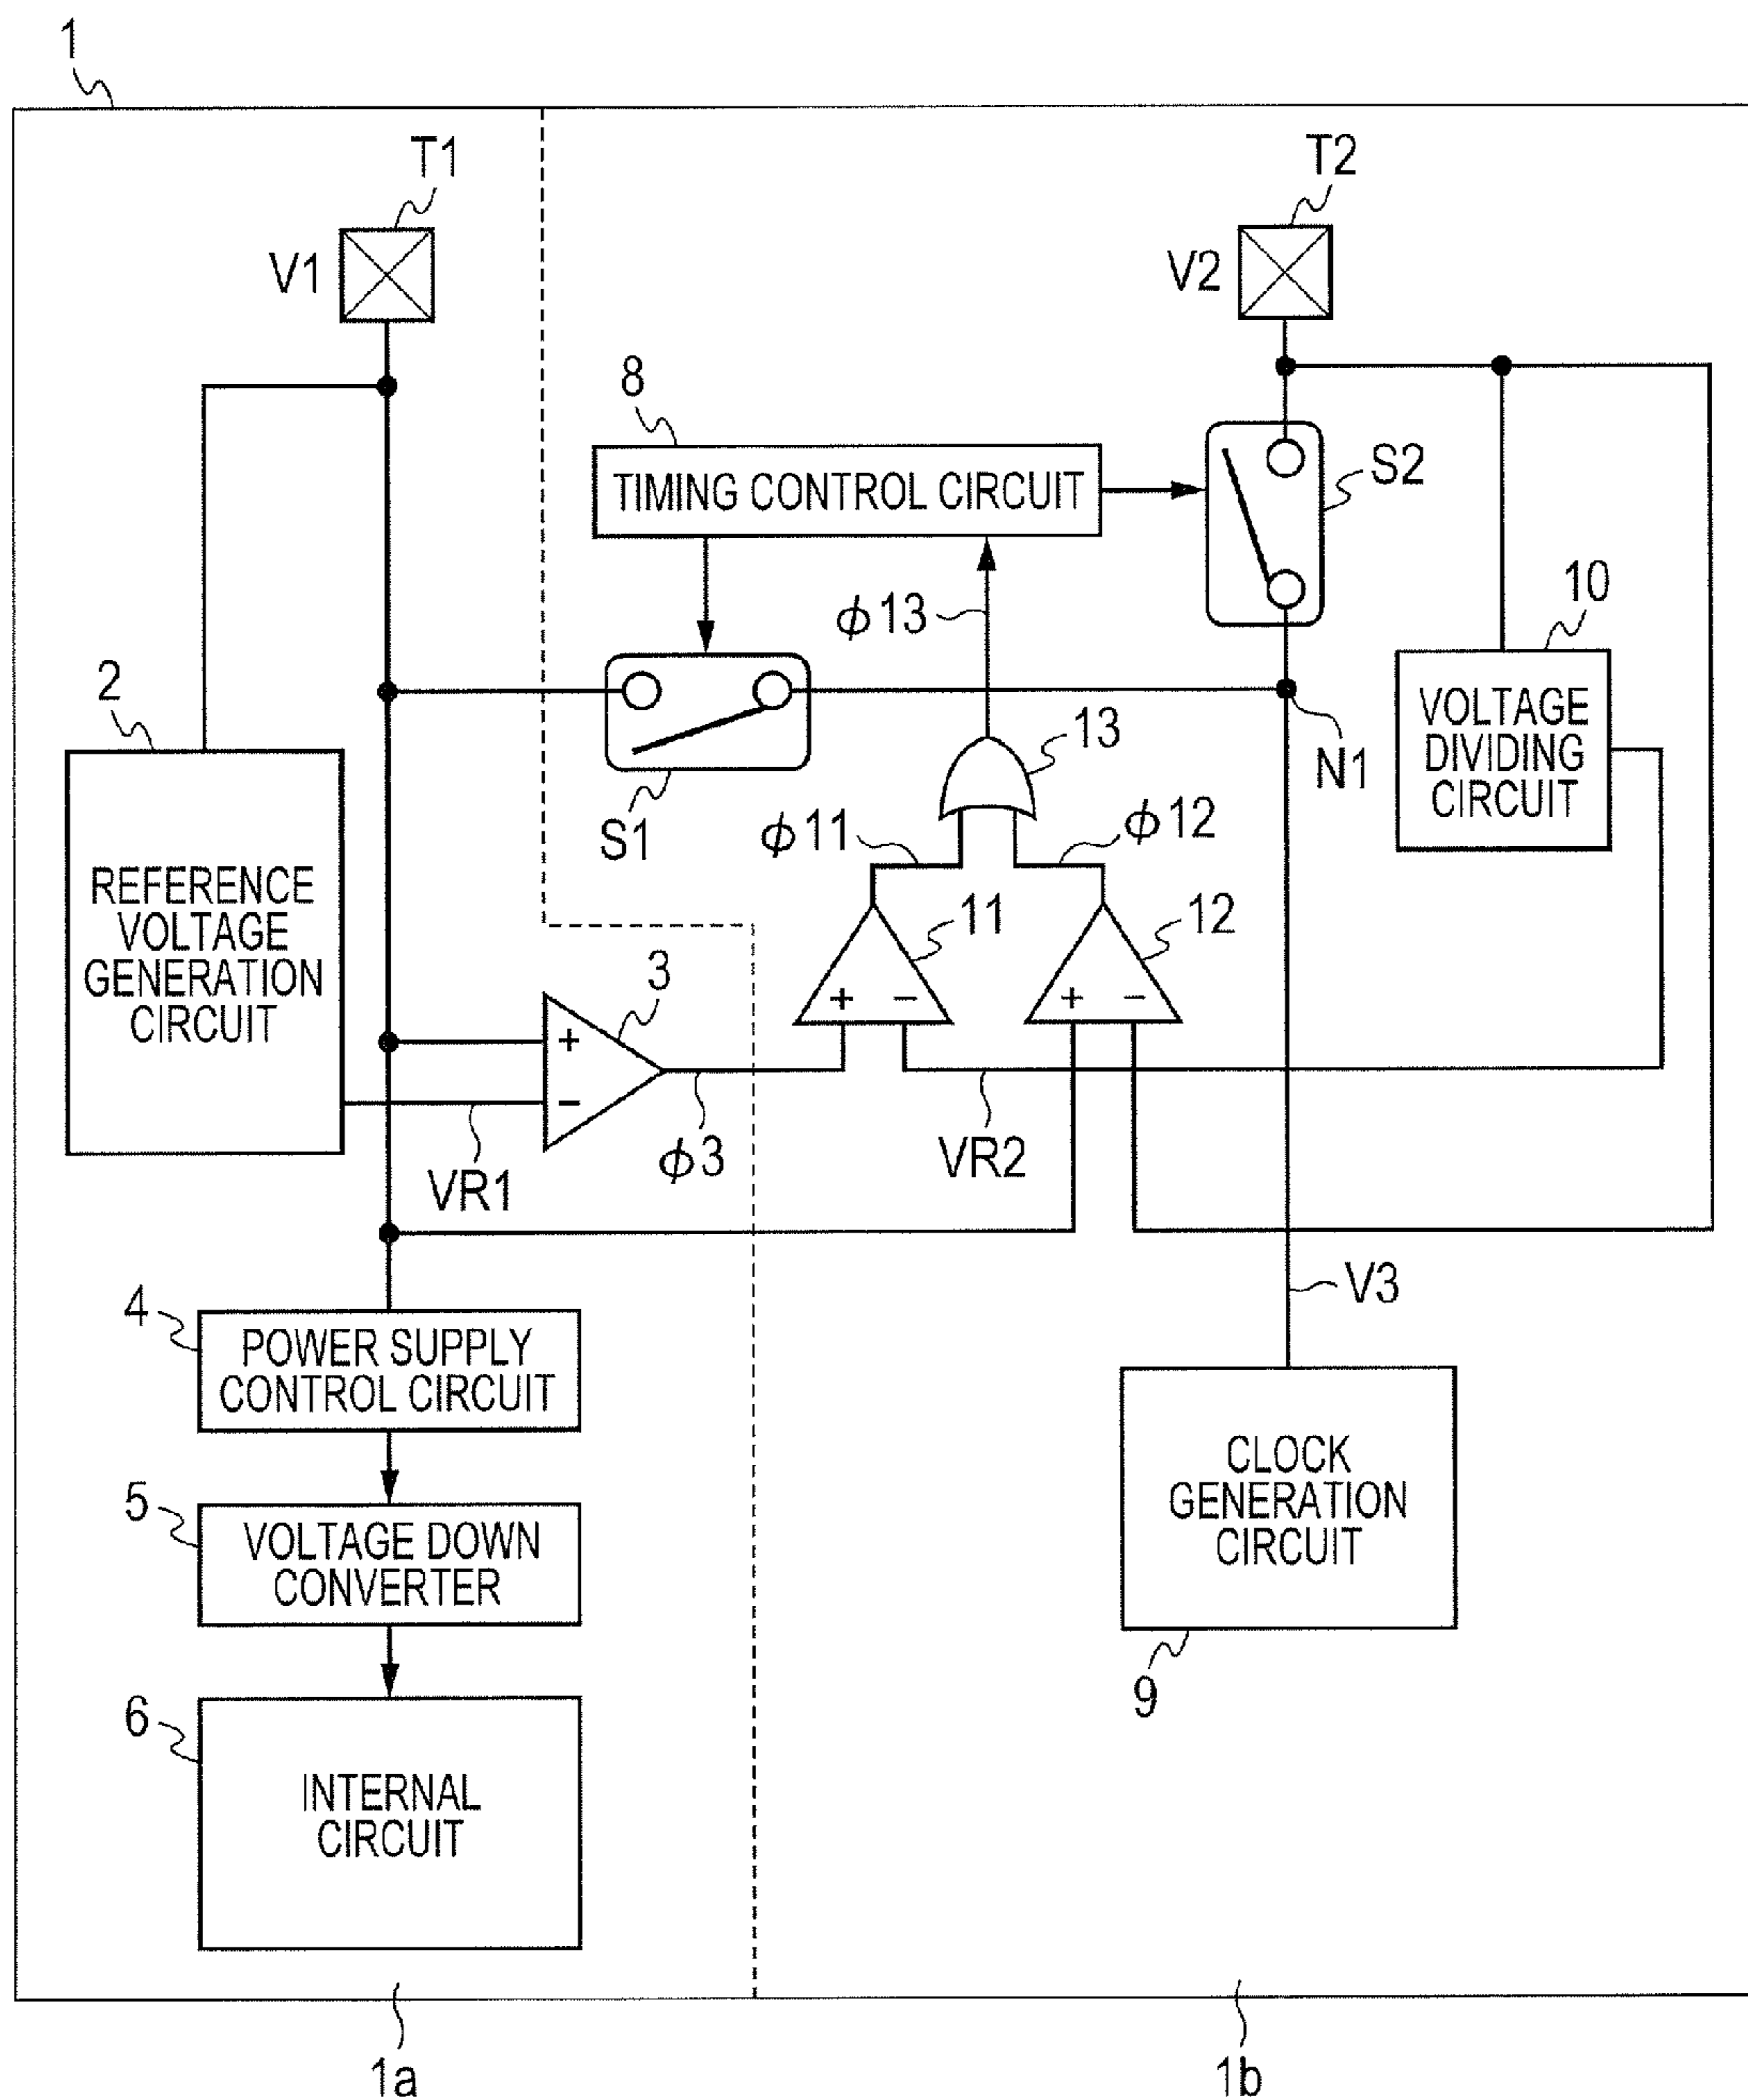 1
T1
T2
V1
V2
8
TIMING CONTROL CIRCUIT
S2
10
ϕ13
2
VOLTAGE
DIVIDING
CIRCUIT
13
N1
S1
ϕ11
ϕ12
REFERENCE
VOLTAGE
GENERATION
CIRCUIT
11
12
3
+ −
+ −
+
−
VR1
ϕ3
VR2
V3
4
POWER SUPPLY
CONTROL CIRCUIT
5
VOLTAGE DOWN
CONVERTER
CLOCK
GENERATION
CIRCUIT
9
6
INTERNAL
CIRCUIT
1a
1b